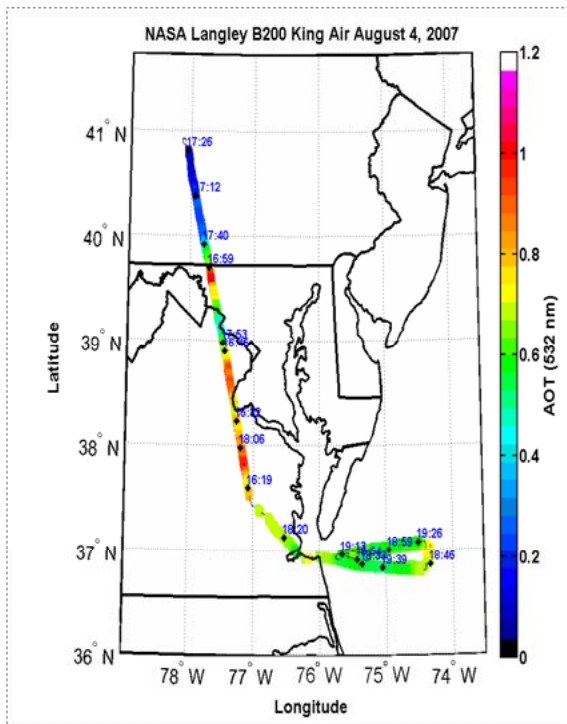 NASA Langley B200 King Air August 4, 2007
1.2
1
0.8
0.6
0.4
0.2
0
AOT (532 nm)
41° N
40° N
39° N
38° N
37° N
36° N
Latitude
17:26
17:12
17:40
16:59
18:06
16:19
18:20
19:13
18:59
19:26
19:39
18:46
78° W
77° W
76° W
75° W
74° W
Longitude